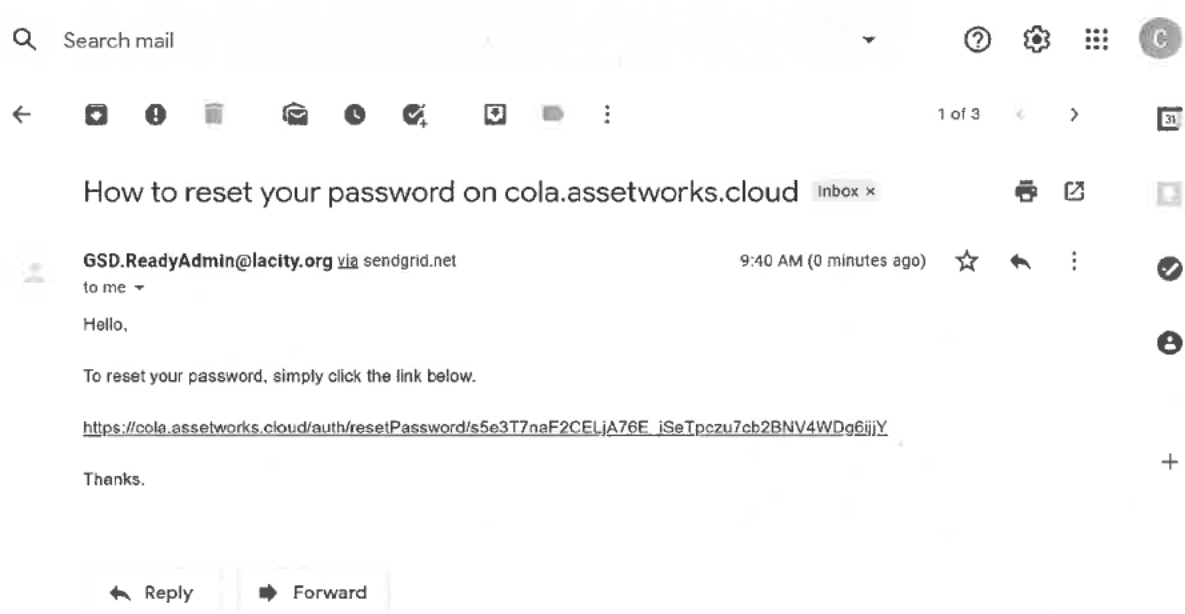 Search mail
C
1 of 3
31
How to reset your password on cola.assetworks.cloud Inbox ×
GSD.ReadyAdmin@lacity.org via sendgrid.net 9:40 AM (0 minutes ago)
to me
Hello,
To reset your password, simply click the link below.
https://cola.assetworks.cloud/auth/resetPassword/s5e3T7naF2CELjA76E_jSeTpczu7cb2BNV4WDg6ijjY
Thanks.
Reply Forward